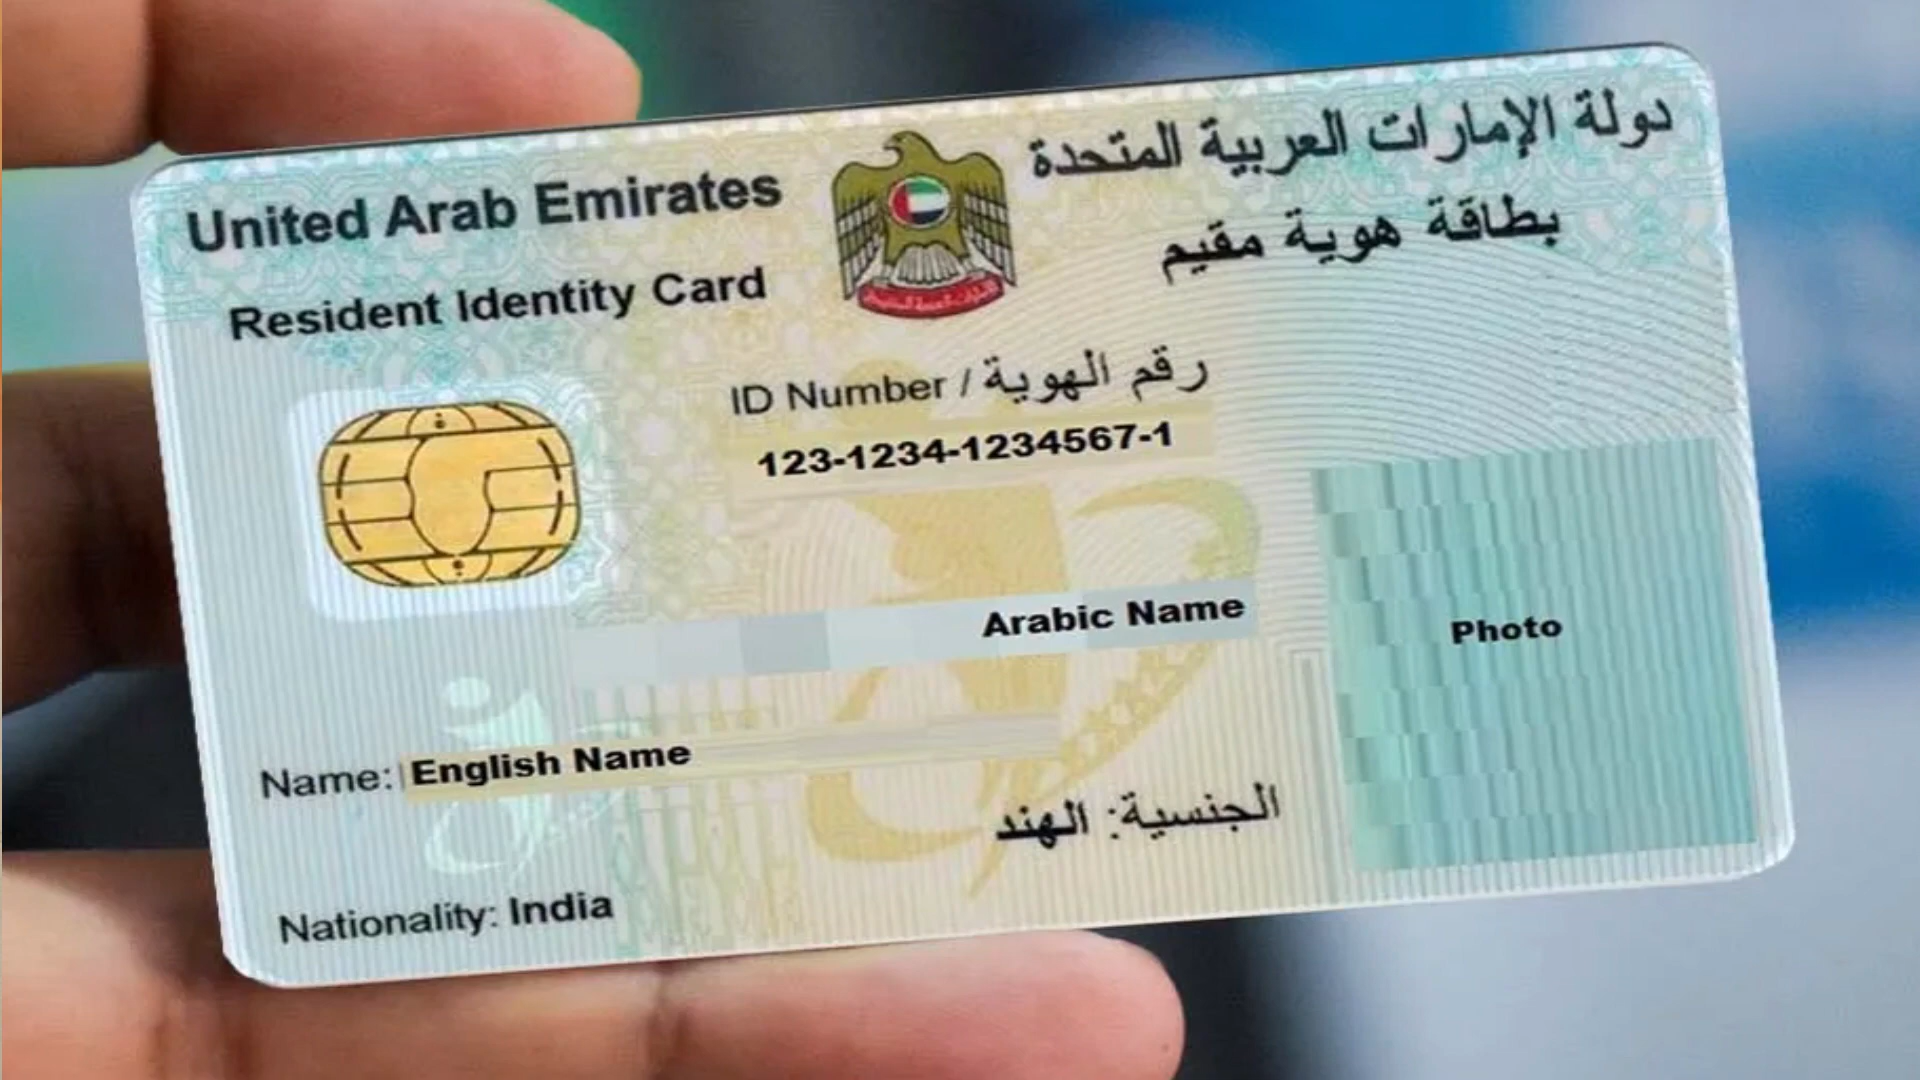 United Arab Emirates
دولة الإمارات العربية المتحدة
Resident Identity Card
بطاقة هوية مقيم
ID Number / رقم الهوية
123-1234-1234567-1
Arabic Name
Photo
Name: English Name
الجنسية: الهند
Nationality: India